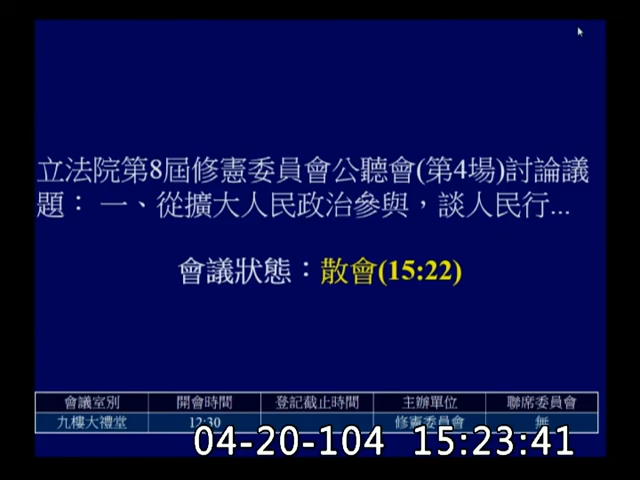 立法院第8屆修憲委員會公聽會(第4場)討論議
題： 一、從擴大人民政治參與，談人民行...
會議狀態：散會(15:22)
會議室別 開會時間 登記截止時間 主辦單位 聯席委員會
九樓大禮堂 12:30 修憲委員會 無
04-20-104 15:23:41